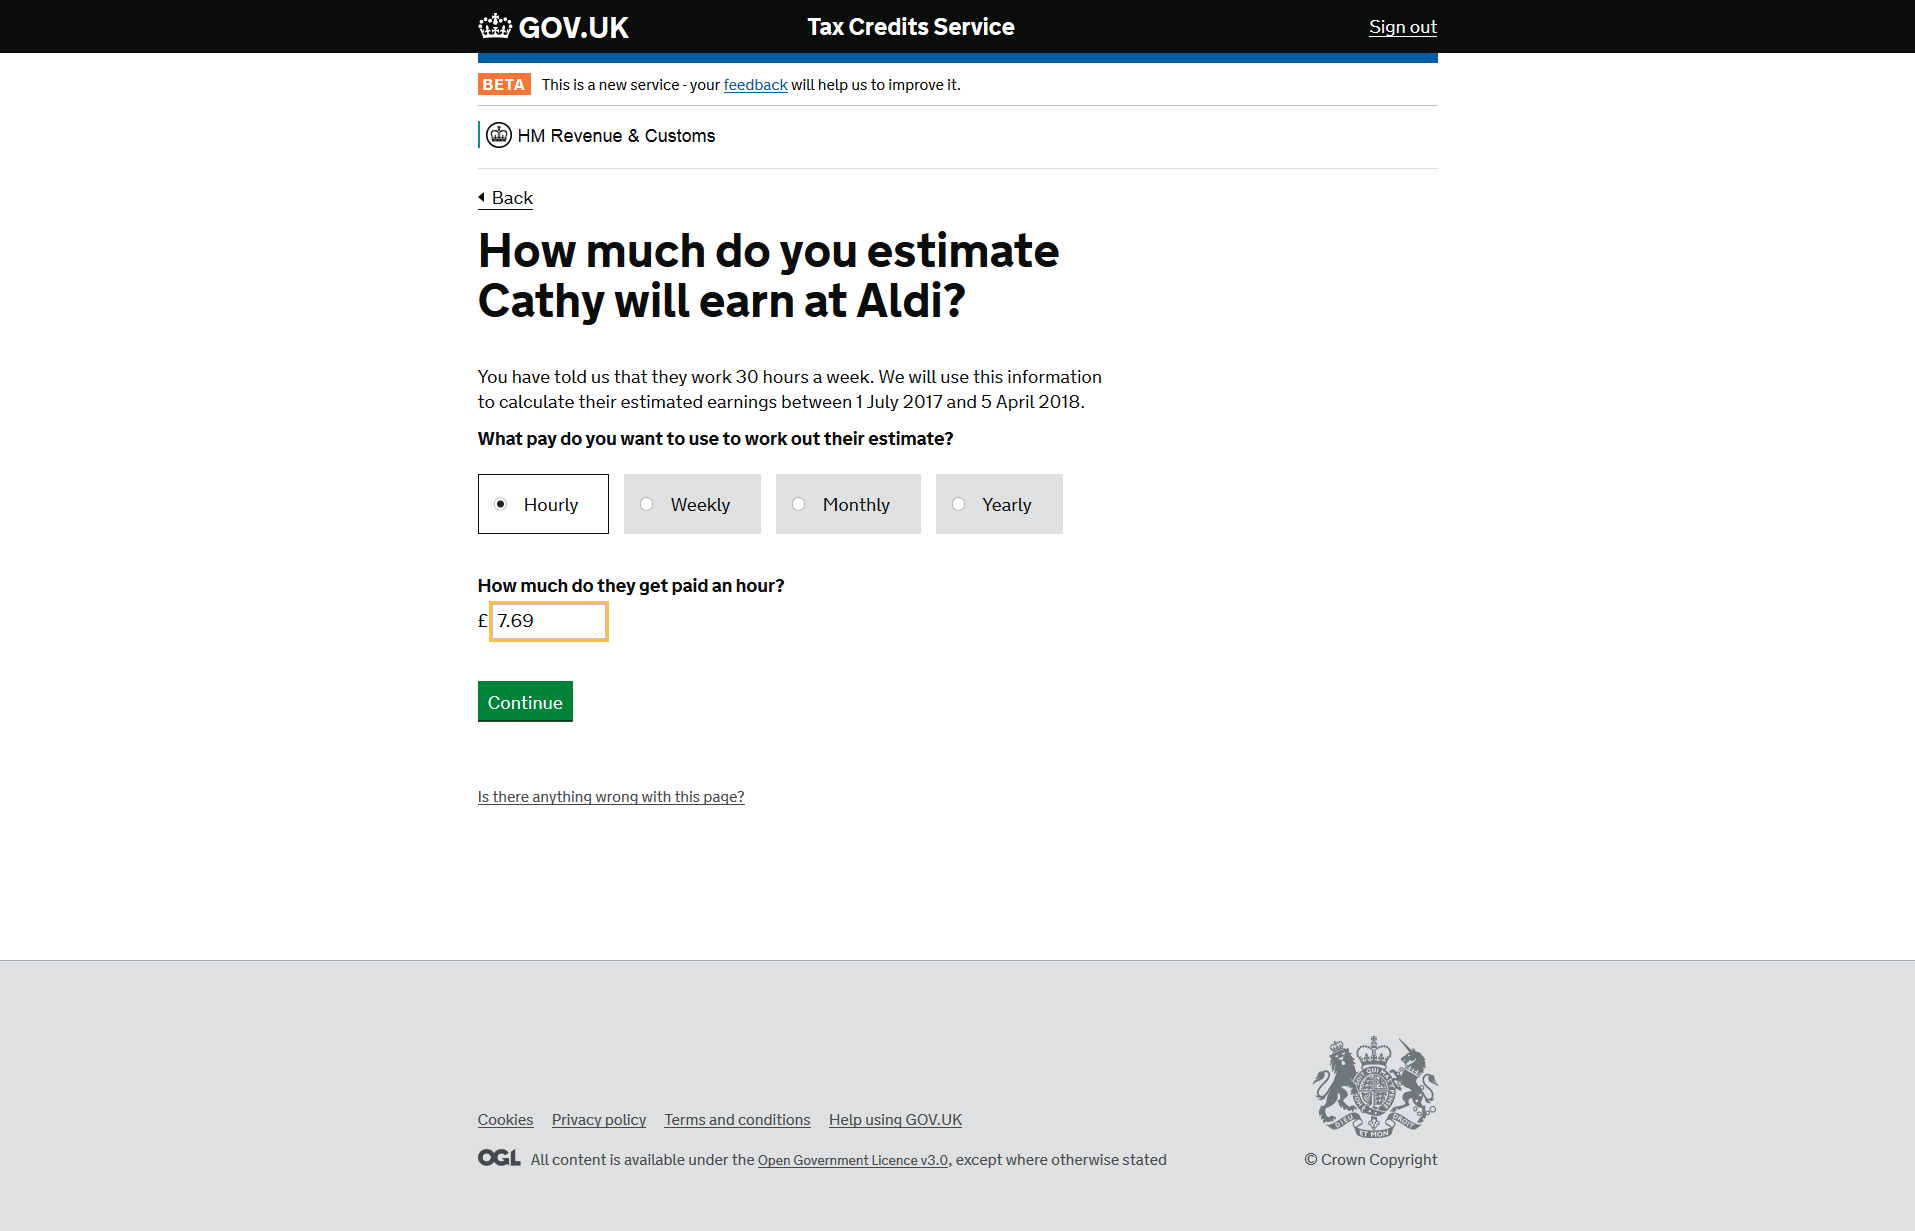 GOV.UK
Tax Credits Service
Sign out
BETA This is a new service - your feedback will help us to improve it.
HM Revenue & Customs
Back
How much do you estimate
Cathy will earn at Aldi?
You have told us that they work 30 hours a week. We will use this information
to calculate their estimated earnings between 1 July 2017 and 5 April 2018.
What pay do you want to use to work out their estimate?
Hourly
Weekly
Monthly
Yearly
How much do they get paid an hour?
£ 7.69
Continue
Is there anything wrong with this page?
Cookies Privacy policy Terms and conditions Help using GOV.UK
OGL All content is available under the Open Government Licence v3.0, except where otherwise stated
© Crown Copyright